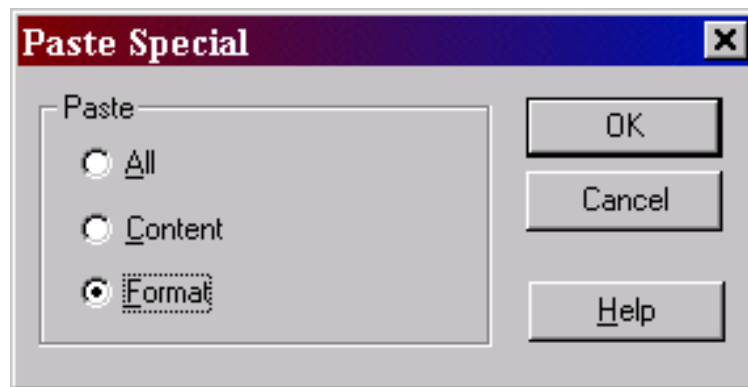 Paste Special
Paste
All
Content
Format
OK
Cancel
Help